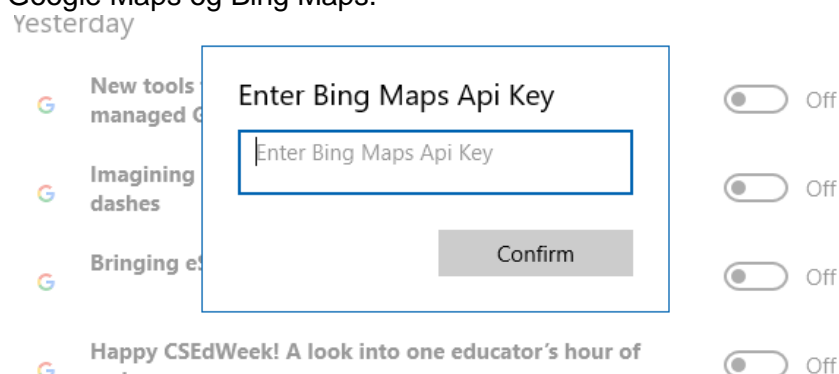 Google Maps og Bing Maps.
Yesterday
New tools
managed
Off
Imagining
dashes
Off
Bringing
Off
Enter Bing Maps Api Key
Enter Bing Maps Api Key
Confirm
Happy CSEdWeek! A look into one educator's hour of
Off